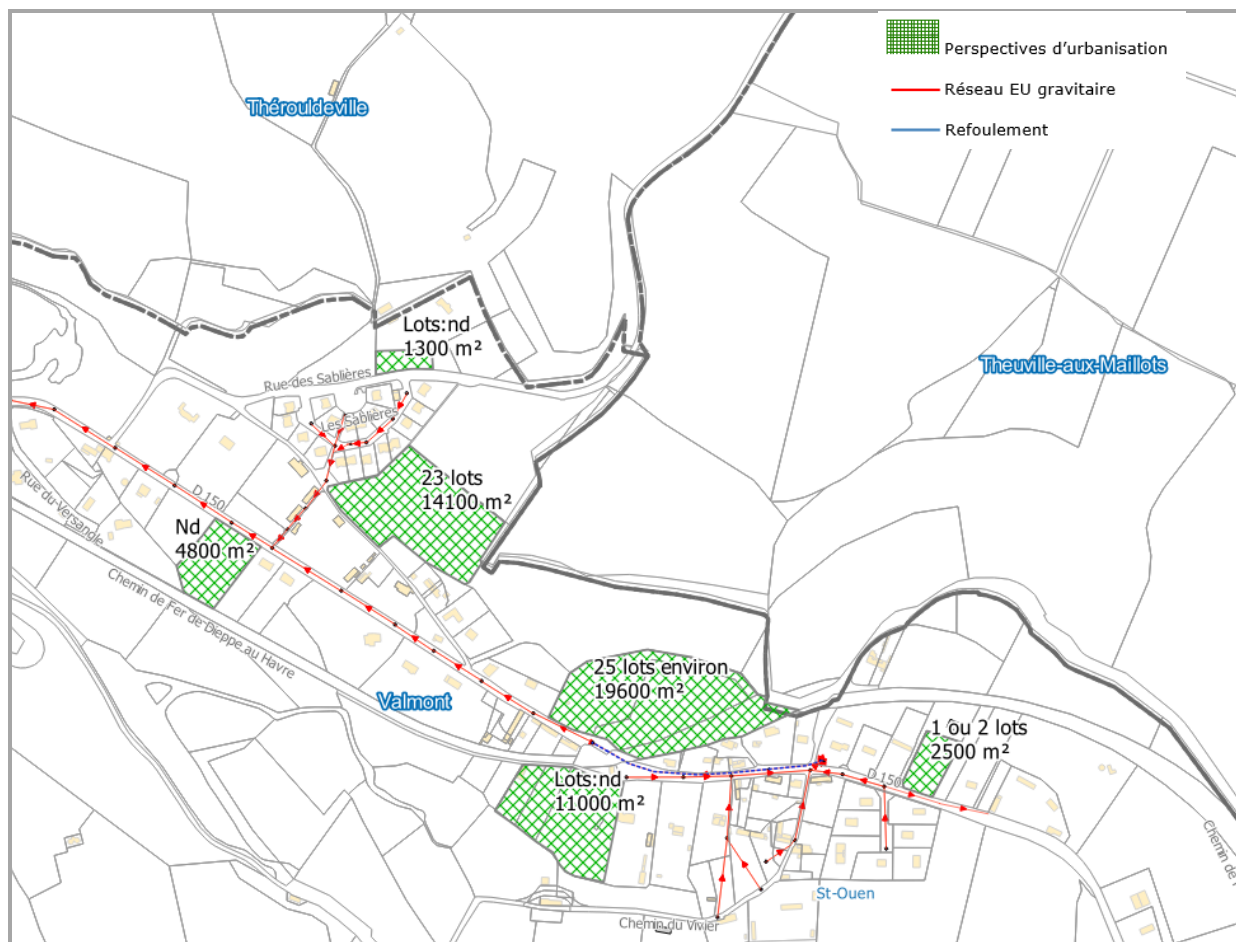 Perspectives d'urbanisation
Réseau EU gravitaire
Refoulement
Thérouldeville
Lots:nd
1300 m²
Theuville-aux-Maillots
Rue des Sablières
Les Sablières
23 lots
14100 m²
D 150
Rue du Versangle
Nd
4800 m²
Chemin de Fer de Dieppe au Havre
25 lots environ
19600 m²
Valmont
1 ou 2 lots
2500 m²
D 150
Lots:nd
11000 m²
Chemin de
St-Ouen
Chemin du Vivier